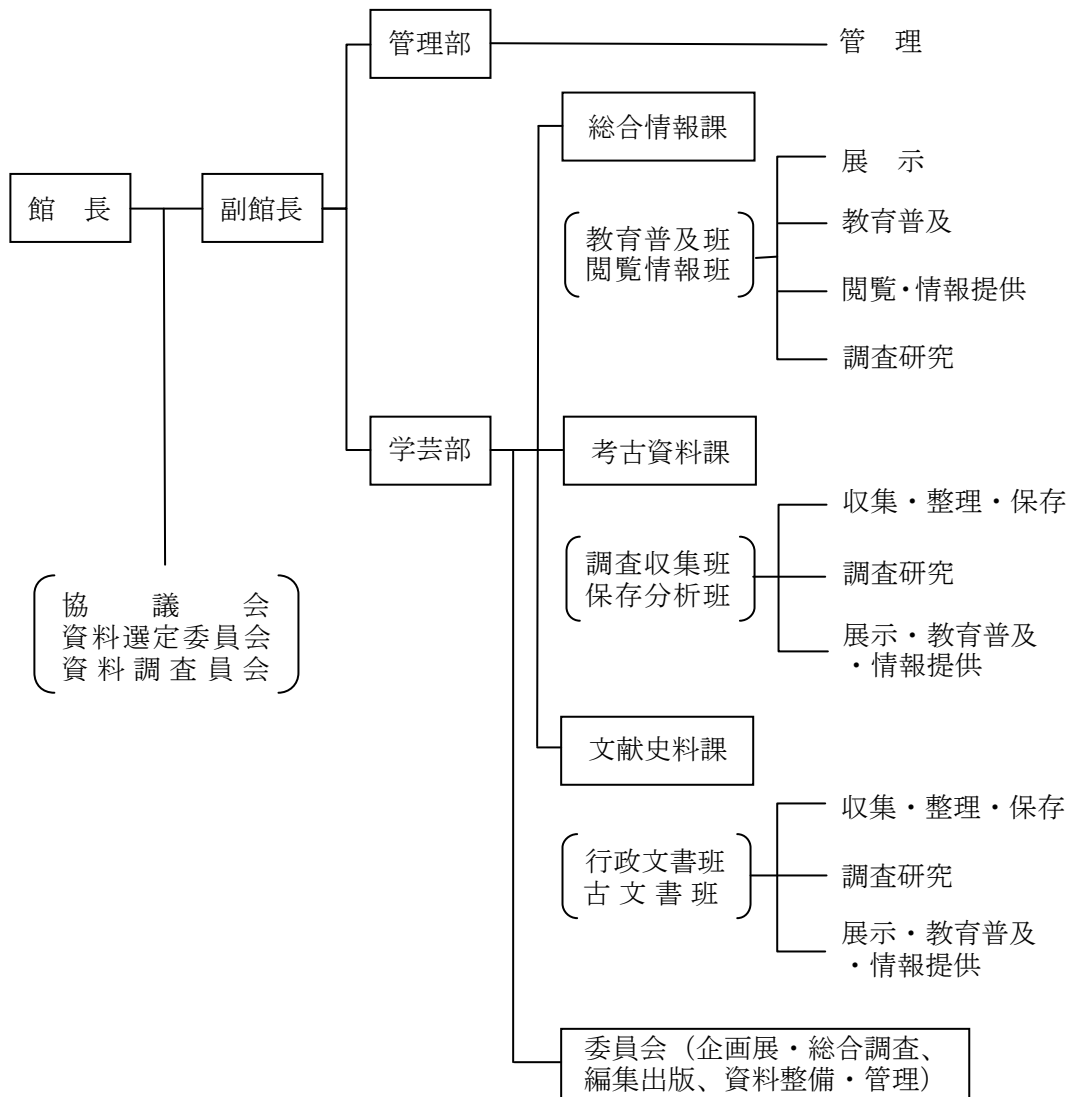 管理部
管　理
総合情報課
展　示
館　長
副館長
教育普及班
閲覧情報班
教育普及
閲覧・情報提供
調査研究
学芸部
考古資料課
収集・整理・保存
調査収集班
保存分析班
調査研究
展示・教育普及
・情報提供
協議会
資料選定委員会
資料調査員会
文献史料課
収集・整理・保存
行政文書班
古文書班
調査研究
展示・教育普及
・情報提供
委員会（企画展・総合調査、
編集出版、資料整備・管理）